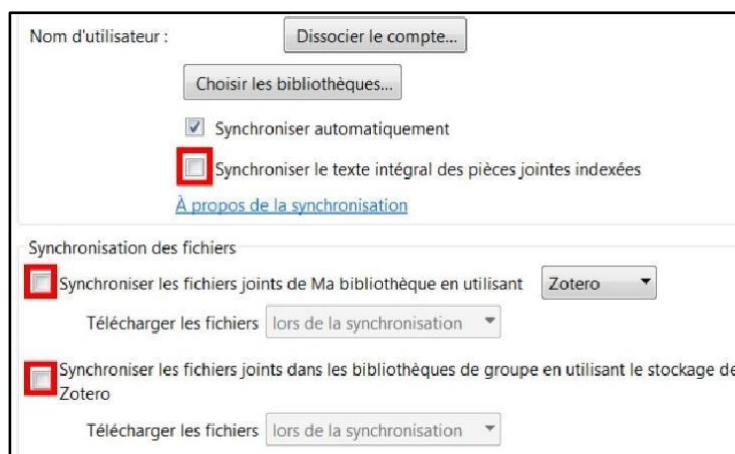 Nom d'utilisateur :
Dissocier le compte...
Choisir les bibliothèques...
Synchroniser automatiquement
Synchroniser le texte intégral des pièces jointes indexées
À propos de la synchronisation
Synchronisation des fichiers
Synchroniser les fichiers joints de Ma bibliothèque en utilisant Zotero
Télécharger les fichiers lors de la synchronisation
Synchroniser les fichiers joints dans les bibliothèques de groupe en utilisant le stockage de
Zotero
Télécharger les fichiers lors de la synchronisation